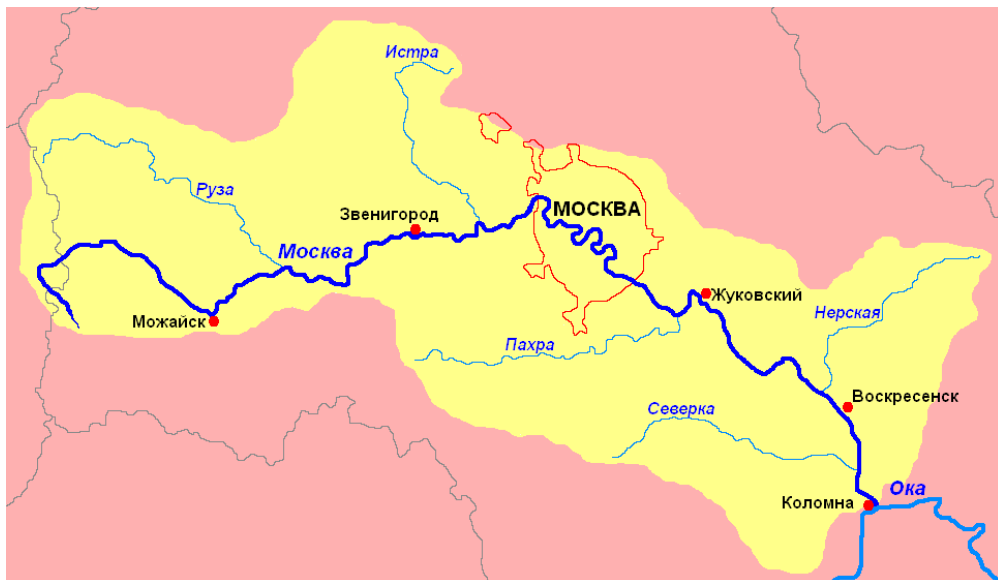 Истра
Руза
Звенигород
МОСКВА
Москва
Можайск
Жуковский
Нерская
Пахра
Воскресенск
Северка
Ока
Коломна